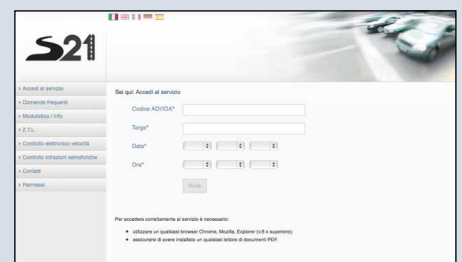 S21
› Accedi al servizio
› Domande frequenti
› Modulistica / Info
› Z.T.L.
› Controllo elettronico velocità
› Controllo infrazioni semaforiche
› Contatti
› Permessi
Sei qui: Accedi al servizio
Codice ADI/IDA*
Targa*
Data*
Ora*
Invia
Per accedere correttamente al servizio è necessario:
• utilizzare un qualsiasi browser Chrome, Mozilla, Explorer (v.8 o superiore);
• assicurarsi di avere installato un qualsiasi lettore di documenti PDF.